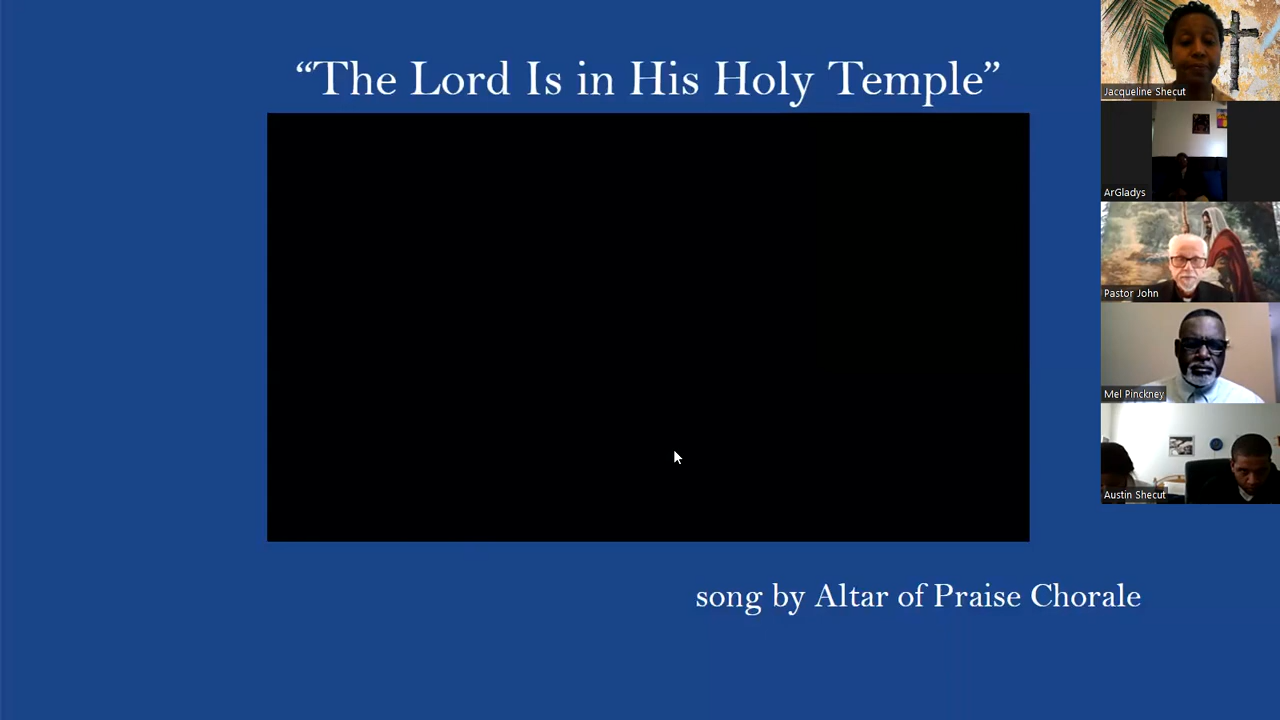 “The Lord Is in His Holy Temple”
song by Altar of Praise Chorale
Jacqueline Shecut
ArGladys
Pastor John
Mel Pinckney
Austin Shecut